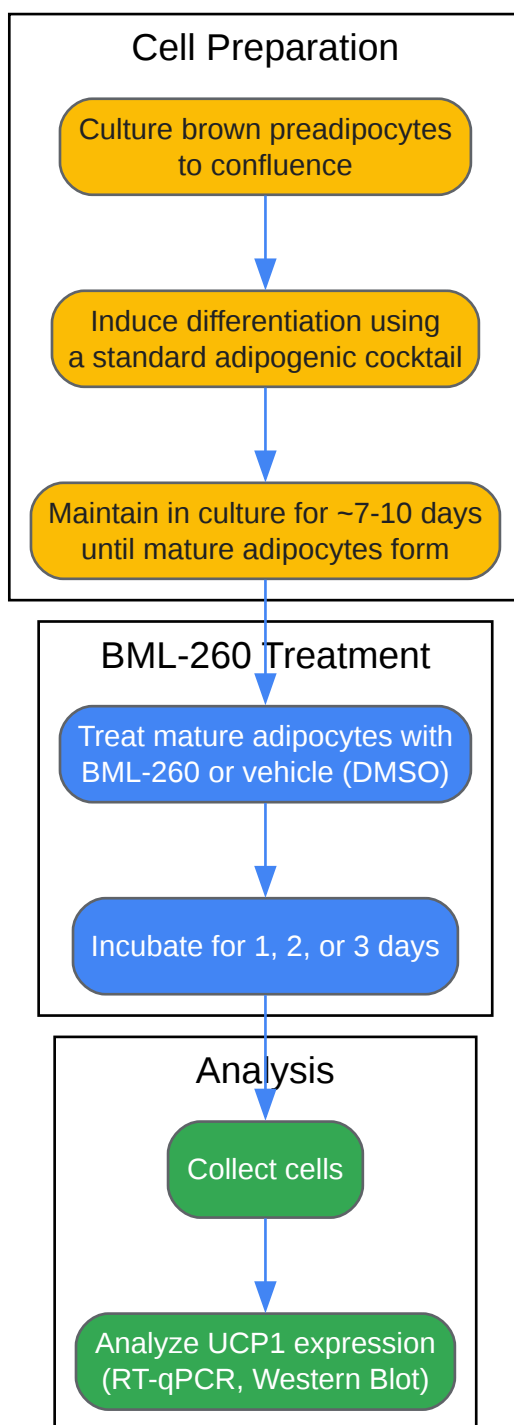 Cell Preparation
Culture brown preadipocytes
to confluence
Induce differentiation using
a standard adipogenic cocktail
Maintain in culture for ~7-10 days
until mature adipocytes form
BML-260 Treatment
Treat mature adipocytes with
BML-260 or vehicle (DMSO)
Incubate for 1, 2, or 3 days
Analysis
Collect cells
Analyze UCP1 expression
(RT-qPCR, Western Blot)